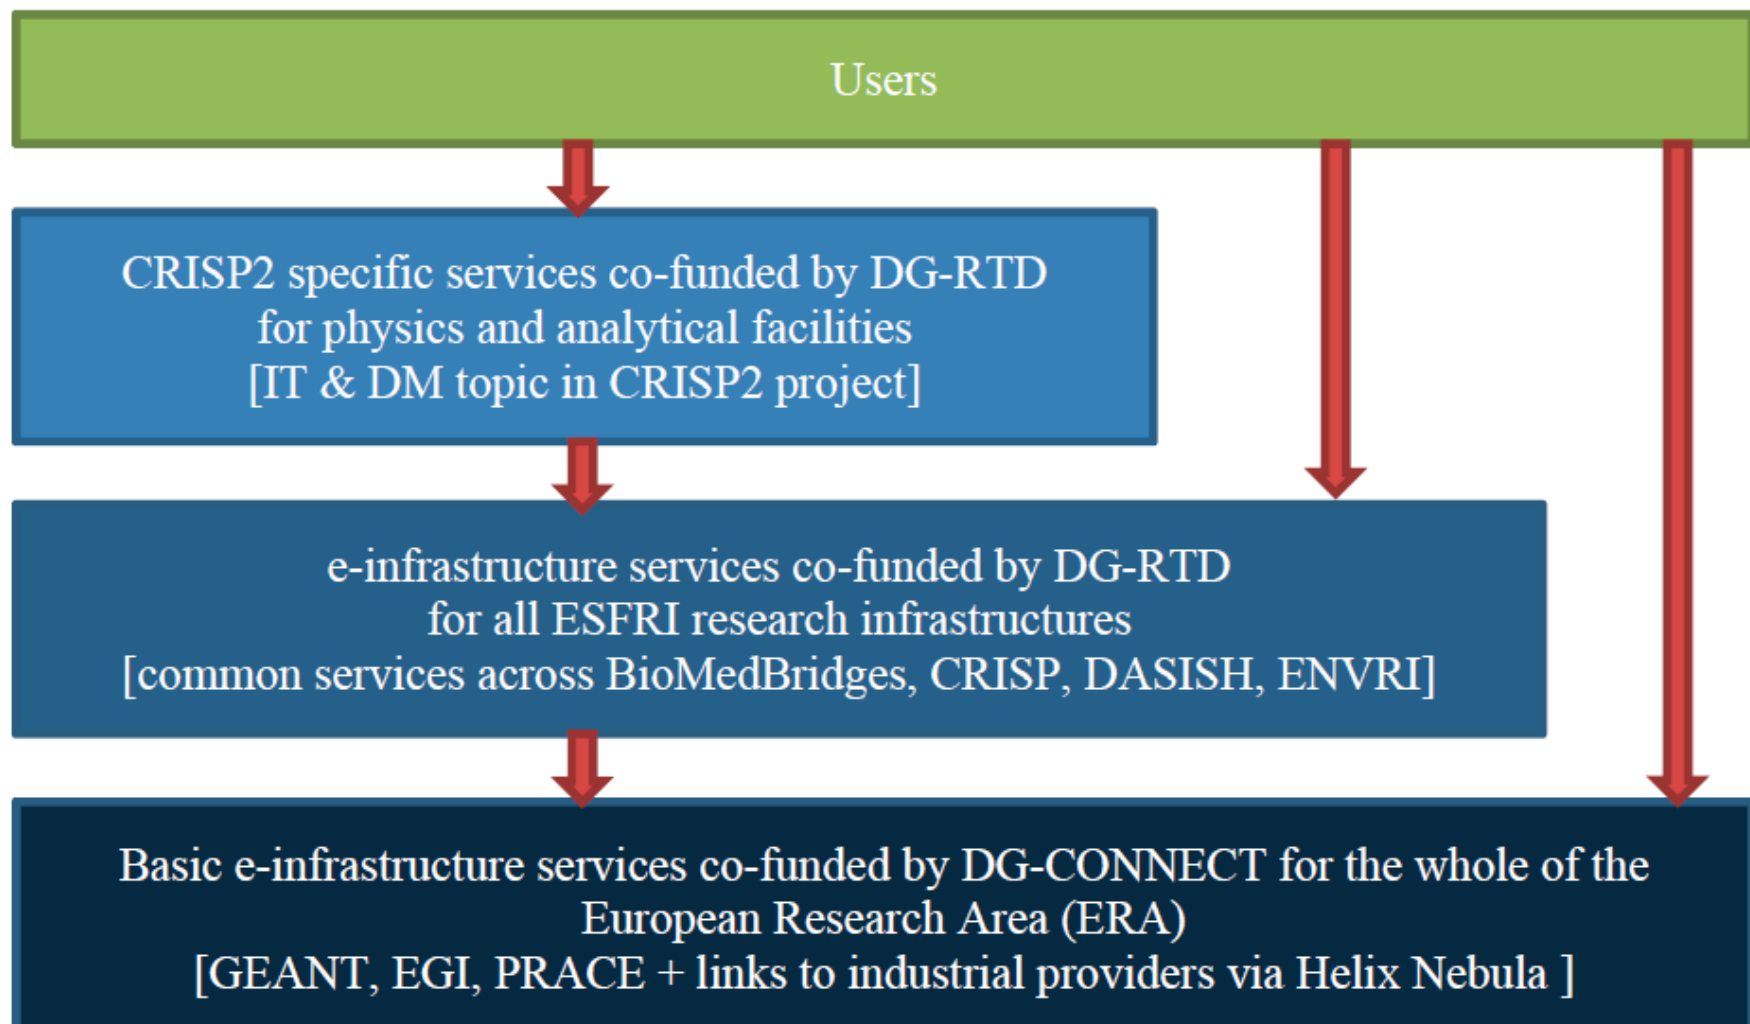 Users
CRISP2 specific services co-funded by DG-RTD
for physics and analytical facilities
[IT & DM topic in CRISP2 project]
e-infrastructure services co-funded by DG-RTD
for all ESFRI research infrastructures
[common services across BioMedBridges, CRISP, DASISH, ENVRI]
Basic e-infrastructure services co-funded by DG-CONNECT for the whole of the
European Research Area (ERA)
[GEANT, EGI, PRACE + links to industrial providers via Helix Nebula ]